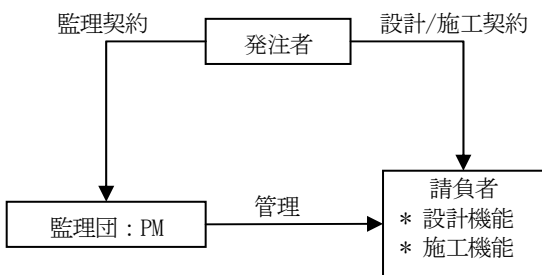 監理契約
発注者
設計/施工契約
監理団：PM
管理
請負者
* 設計機能
* 施工機能